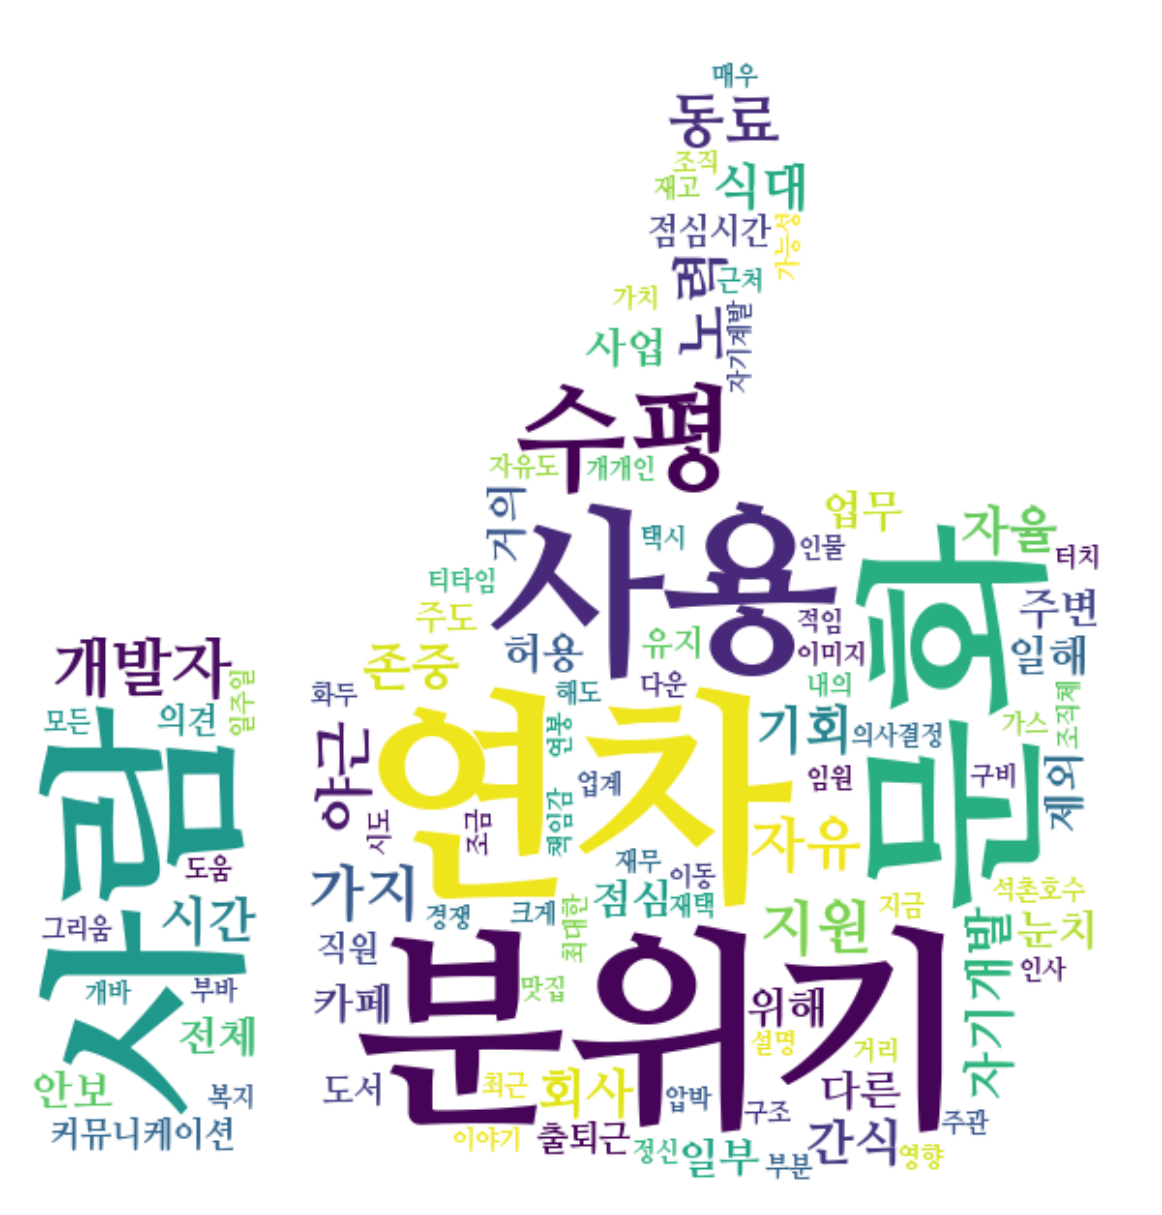 매우
동료
조직
재고
식대
점심시간
가능성
노력
근처
가치
자기계발
사업
수평
자유도
개개인
거의
사용
택시
업무
인물
자율
터치
문화
티타임
주도
적임
주변
허용
유지
이미지
일해
존중
개발자
일주일
사람
모든
의견
화두
해도
다운
내의
연차
연봉
기회
의사결정
가스
조직체
야근
업계
임원
구비
제외
시도
조금
책임감
자유
도움
재무
이동
가지
점심
재택
석촌호수
시간
그리움
경쟁
크게
최대한
지원
지금
자기개발
눈치
직원
분위기
인사
개바
부바
카페
맛집
위해
전체
설명
거리
안보
복지
도서
최근
회사
압박
구조
다른
주관
커뮤니케이션
이야기
출퇴근
정신
일부
부분
간식
영향